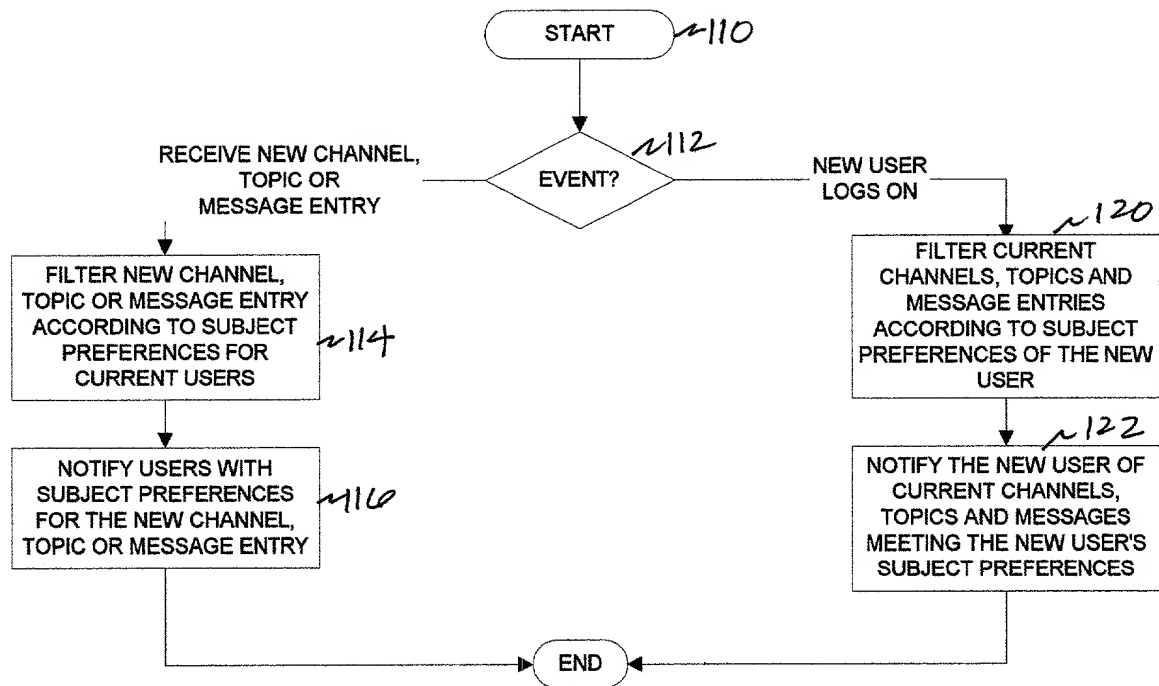 START
110
112
EVENT?
RECEIVE NEW CHANNEL,
TOPIC OR
MESSAGE ENTRY
NEW USER
LOGS ON
FILTER NEW CHANNEL,
TOPIC OR MESSAGE ENTRY
ACCORDING TO SUBJECT
PREFERENCES FOR
CURRENT USERS
114
NOTIFY USERS WITH
SUBJECT PREFERENCES
FOR THE NEW CHANNEL,
TOPIC OR MESSAGE ENTRY
116
120
FILTER CURRENT
CHANNELS, TOPICS AND
MESSAGE ENTRIES
ACCORDING TO SUBJECT
PREFERENCES OF THE NEW
USER
122
NOTIFY THE NEW USER OF
CURRENT CHANNELS,
TOPICS AND MESSAGES
MEETING THE NEW USER'S
SUBJECT PREFERENCES
END